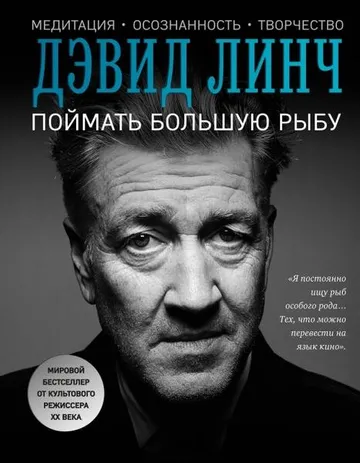 МЕДИТАЦИЯ • ОСОЗНАННОСТЬ • ТВОРЧЕСТВО
ДЭВИД ЛИНЧ
ПОЙМАТЬ БОЛЬШУЮ РЫБУ
«Я постоянно
ищу рыб
особого рода...
Тех, что можно
перевести на
язык кино».
МИРОВОЙ
БЕСТСЕЛЛЕР
ОТ КУЛЬТОВОГО
РЕЖИССЕРА
XX ВЕКА